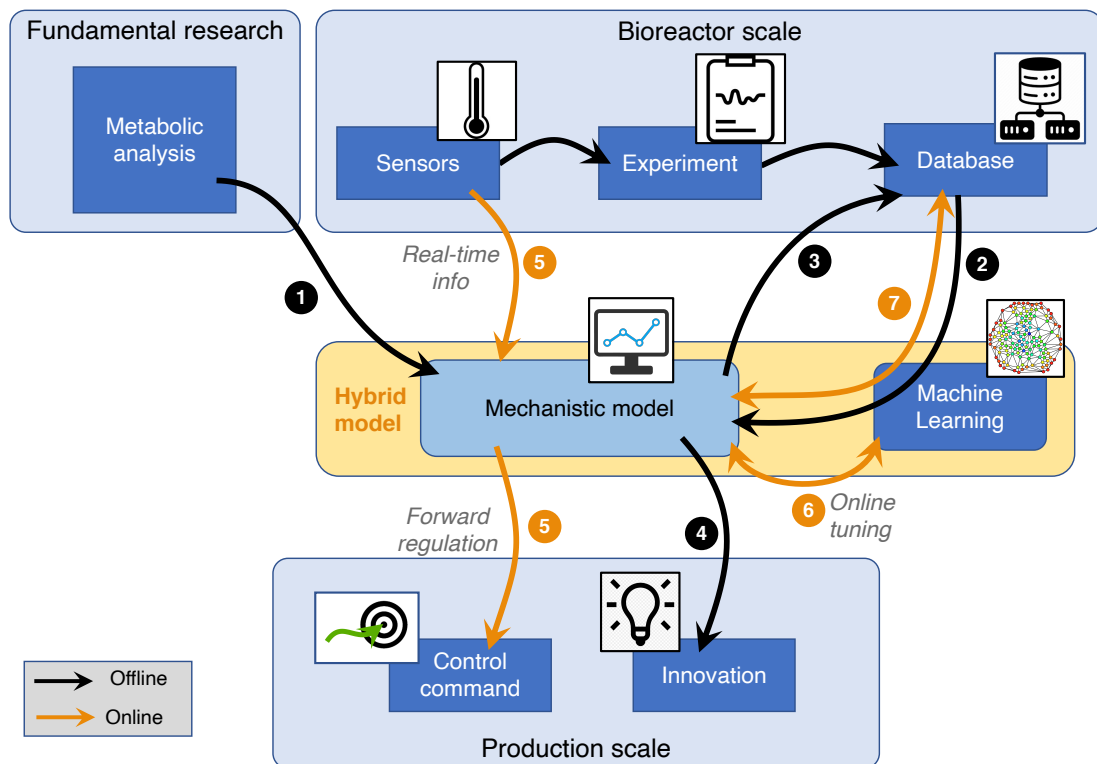 Fundamental research
Metabolic
analysis
Bioreactor scale
Sensors
Experiment
Database
Real-time
info
5
1
3
2
7
Hybrid
model
Mechanistic model
Machine
Learning
Forward
regulation
5
4
6
Online
tuning
Control
command
Innovation
Production scale
Offline
Online